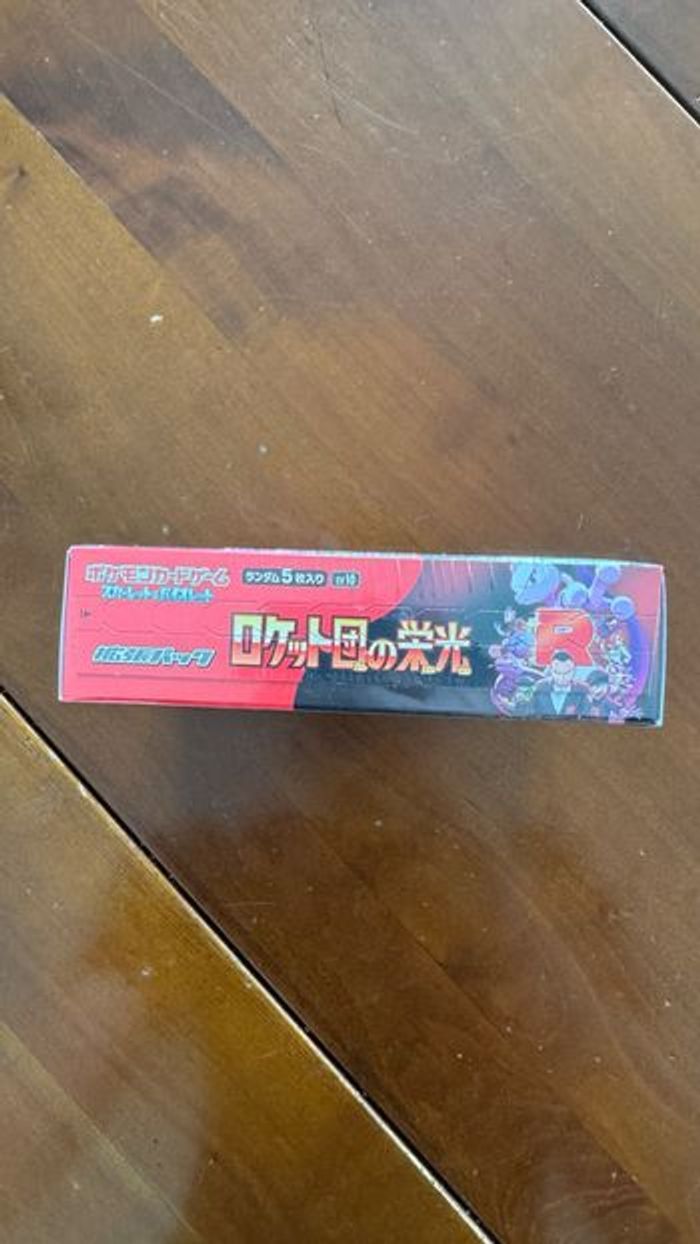 ポケモンカードゲーム
スカーレット&バイオレット
ランダム5枚入り
SV10
拡張パック
ロケット団の栄光
R